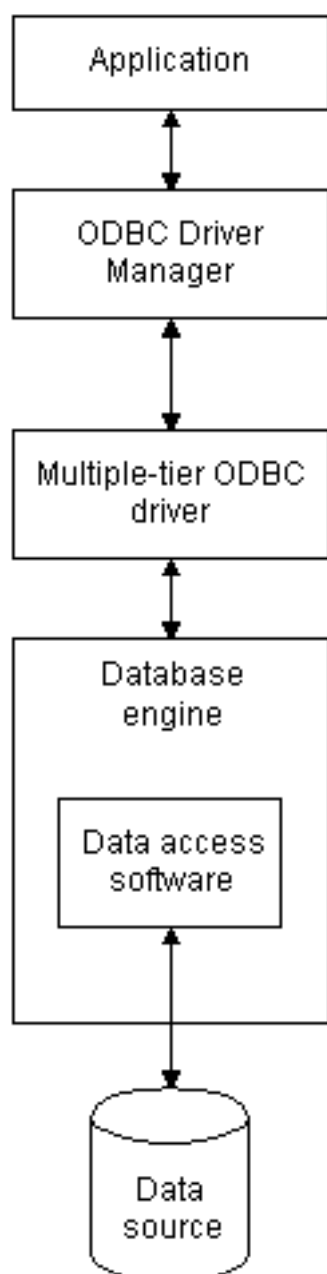 Application
ODBC Driver
Manager
Multiple-tier ODBC
driver
Database
engine
Data access
software
Data
source